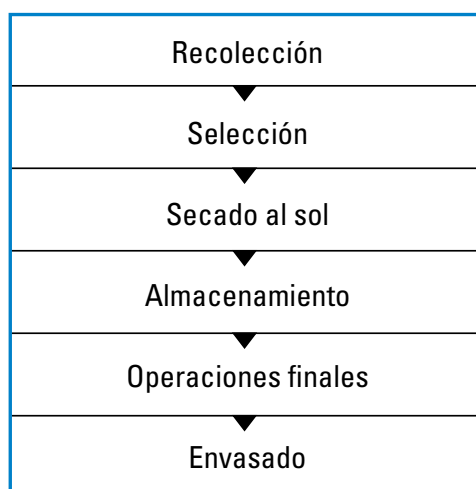 Recolección
Selección
Secado al sol
Almacenamiento
Operaciones finales
Envasado